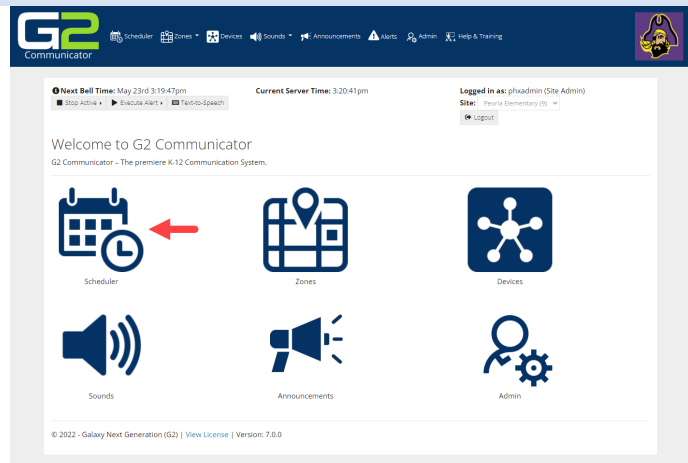 G2
Communicator
Scheduler Zones Devices Sounds Announcements Alerts Admin Help & Training
Next Bell Time: May 23rd 3:19:47pm Current Server Time: 3:20:41pm Logged in as: phxadmin (Site Admin)
Stop Active Execute Alert Text-to-Speech Site: Peoria Elementary (9)
Logout
Welcome to G2 Communicator
G2 Communicator – The premiere K-12 Communication System.
Scheduler Zones Devices
Sounds Announcements Admin
© 2022 - Galaxy Next Generation (G2) | View License | Version: 7.0.0